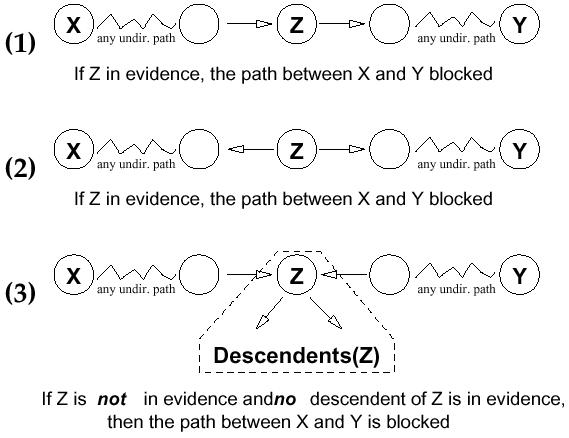 (1) X Z Y
any undir. path any undir. path
If Z in evidence, the path between X and Y blocked
(2) X Z Y
any undir. path any undir. path
If Z in evidence, the path between X and Y blocked
(3) X Z Y
any undir. path any undir. path
Descendents(Z)
If Z is not in evidence andno descendent of Z is in evidence,
then the path between X and Y is blocked